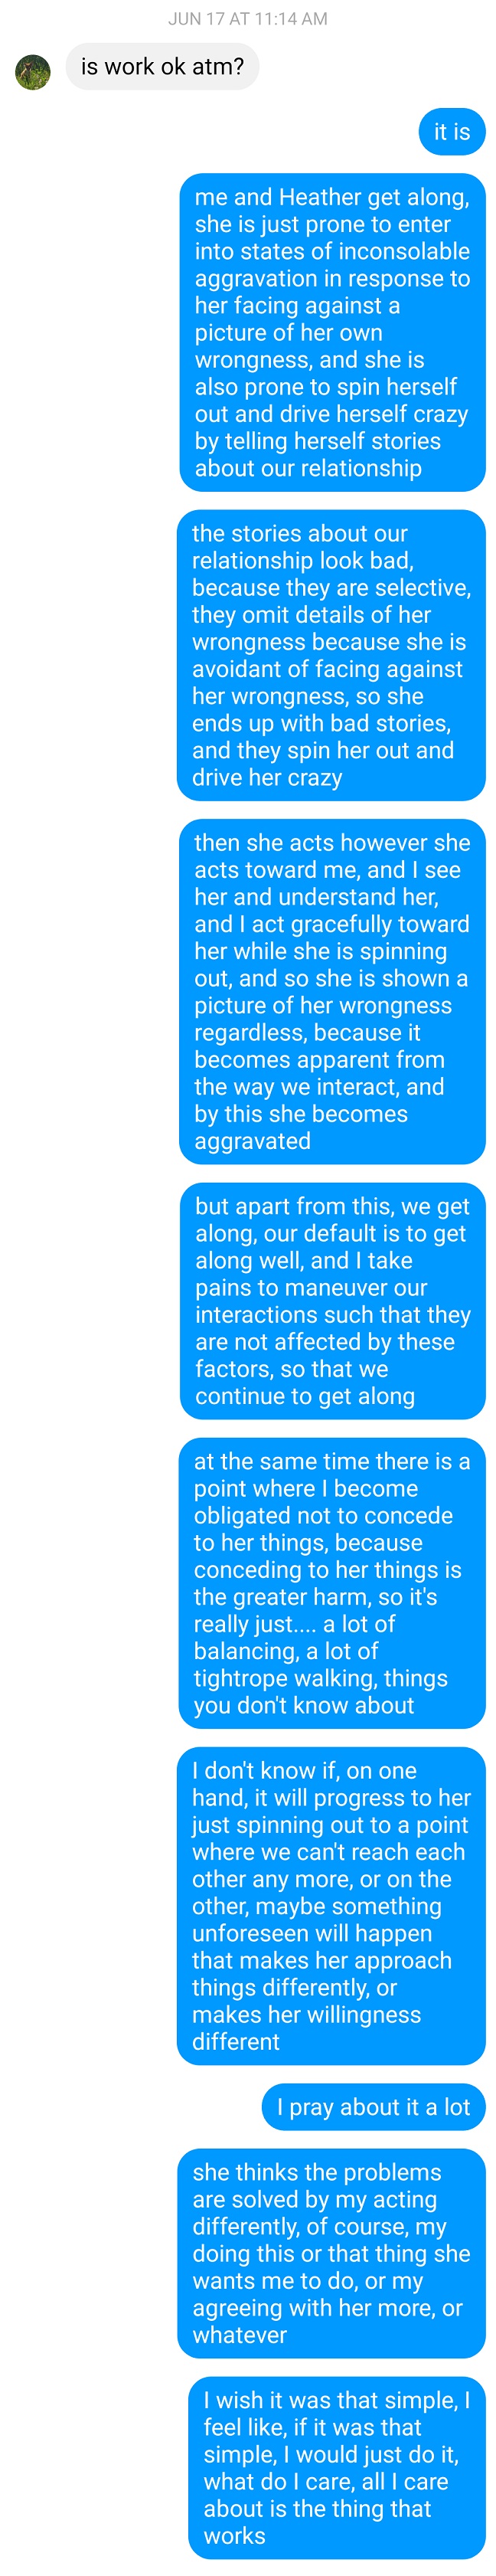 JUN 17 AT 11:14 AM
is work ok atm?
it is
me and Heather get along,
she is just prone to enter
into states of inconsolable
aggravation in response to
her facing against a
picture of her own
wrongness, and she is
also prone to spin herself
out and drive herself crazy
by telling herself stories
about our relationship
the stories about our
relationship look bad,
because they are selective,
they omit details of her
wrongness because she is
avoidant of facing against
her wrongness, so she
ends up with bad stories,
and they spin her out and
drive her crazy
then she acts however she
acts toward me, and I see
her and understand her,
and I act gracefully toward
her while she is spinning
out, and so she is shown a
picture of her wrongness
regardless, because it
becomes apparent from
the way we interact, and
by this she becomes
aggravated
but apart from this, we get
along, our default is to get
along well, and I take
pains to maneuver our
interactions such that they
are not affected by these
factors, so that we
continue to get along
at the same time there is a
point where I become
obligated not to concede
to her things, because
conceding to her things is
the greater harm, so it's
really just.... a lot of
balancing, a lot of
tightrope walking, things
you don't know about
I don't know if, on one
hand, it will progress to her
just spinning out to a point
where we can't reach each
other any more, or on the
other, maybe something
unforeseen will happen
that makes her approach
things differently, or
makes her willingness
different
I pray about it a lot
she thinks the problems
are solved by my acting
differently, of course, my
doing this or that thing she
wants me to do, or my
agreeing with her more, or
whatever
I wish it was that simple, I
feel like, if it was that
simple, I would just do it,
what do I care, all I care
about is the thing that
works